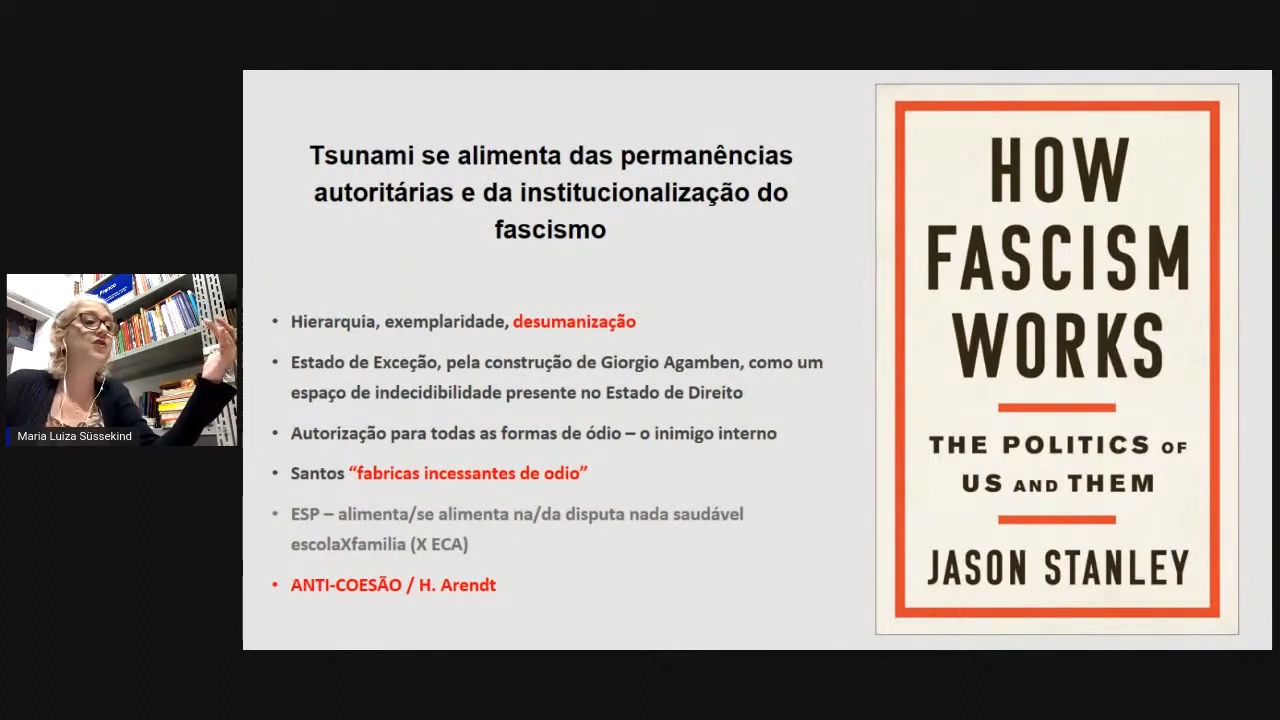 Tsunami se alimenta das permanências
autoritárias e da institucionalização do
fascismo
• Hierarquia, exemplaridade, desumanização
• Estado de Exceção, pela construção de Giorgio Agamben, como um
espaço de indecidibilidade presente no Estado de Direito
• Autorização para todas as formas de ódio – o inimigo interno
• Santos “fabricas incessantes de odio”
• ESP – alimenta/se alimenta na/da disputa nada saudável
escolaXfamilia (X ECA)
• ANTI-COESÃO / H. Arendt
HOW
FASCISM
WORKS
THE POLITICS OF
US AND THEM
JASON STANLEY
Maria Luiza Süssekind